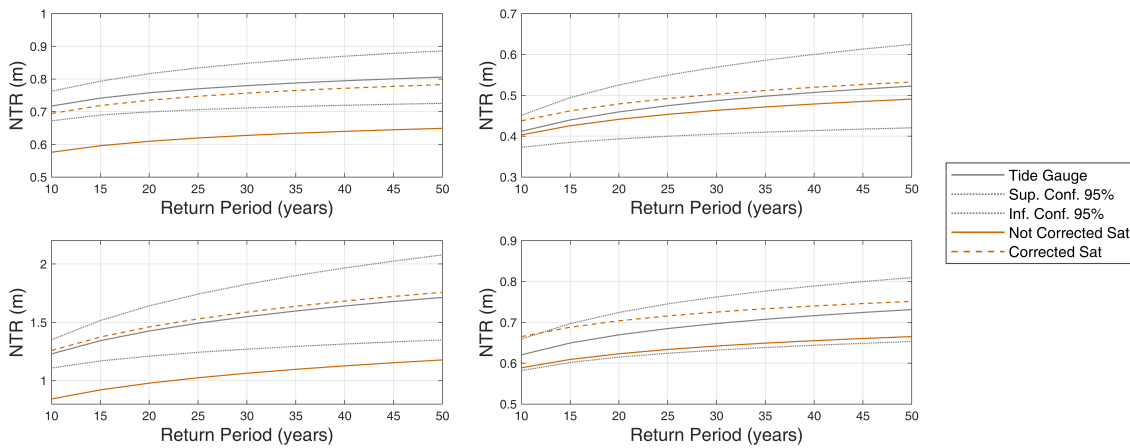 1
0.9
0.8
0.7
0.6
0.5
NTR (m)
10 15 20 25 30 35 40 45 50
Return Period (years)
0.7
0.6
0.5
0.4
0.3
NTR (m)
10 15 20 25 30 35 40 45 50
Return Period (years)
Tide Gauge
Sup. Conf. 95%
Inf. Conf. 95%
Not Corrected Sat
Corrected Sat
2
1.5
1
NTR (m)
10 15 20 25 30 35 40 45 50
Return Period (years)
0.9
0.8
0.7
0.6
0.5
NTR (m)
10 15 20 25 30 35 40 45 50
Return Period (years)